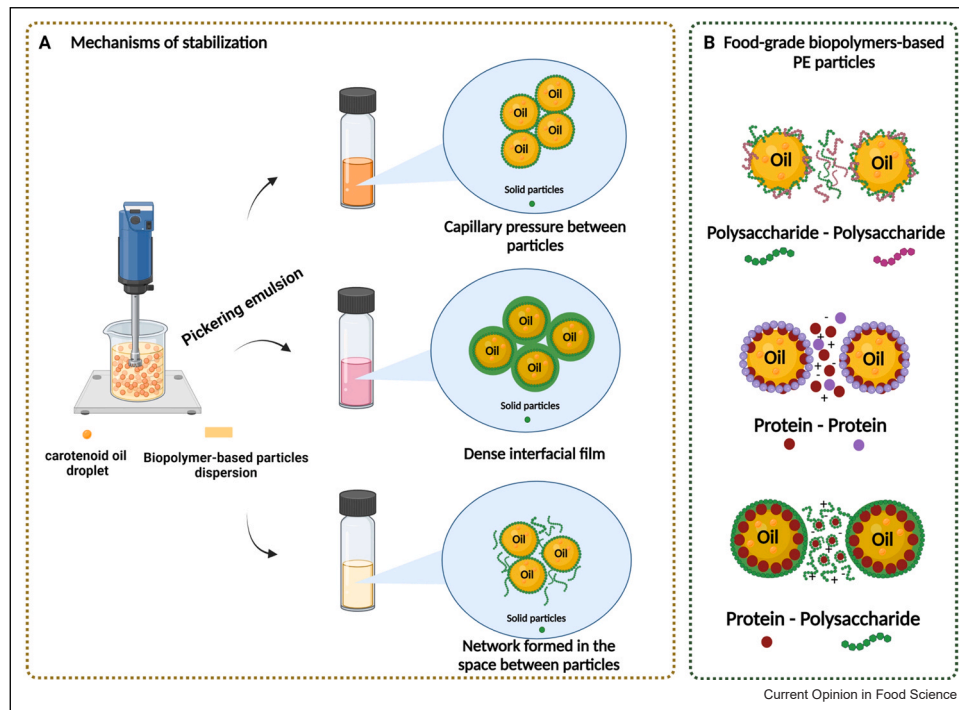 A Mechanisms of stabilization
Oil
Oil
Oil
Oil
Solid particles
Capillary pressure between
particles
Pickering emulsion
Oil
Oil
Oil
Oil
Solid particles
Dense interfacial film
carotenoid oil
droplet
Biopolymer-based particles
dispersion
Oil
Oil
Oil
Solid particles
Network formed in the
space between particles
B Food-grade biopolymers-based
PE particles
Oil
Oil
Polysaccharide - Polysaccharide
Oil
Oil
- + + - + - +
Protein - Protein
Oil
Oil
+ + + - +
Protein - Polysaccharide
Current Opinion in Food Science